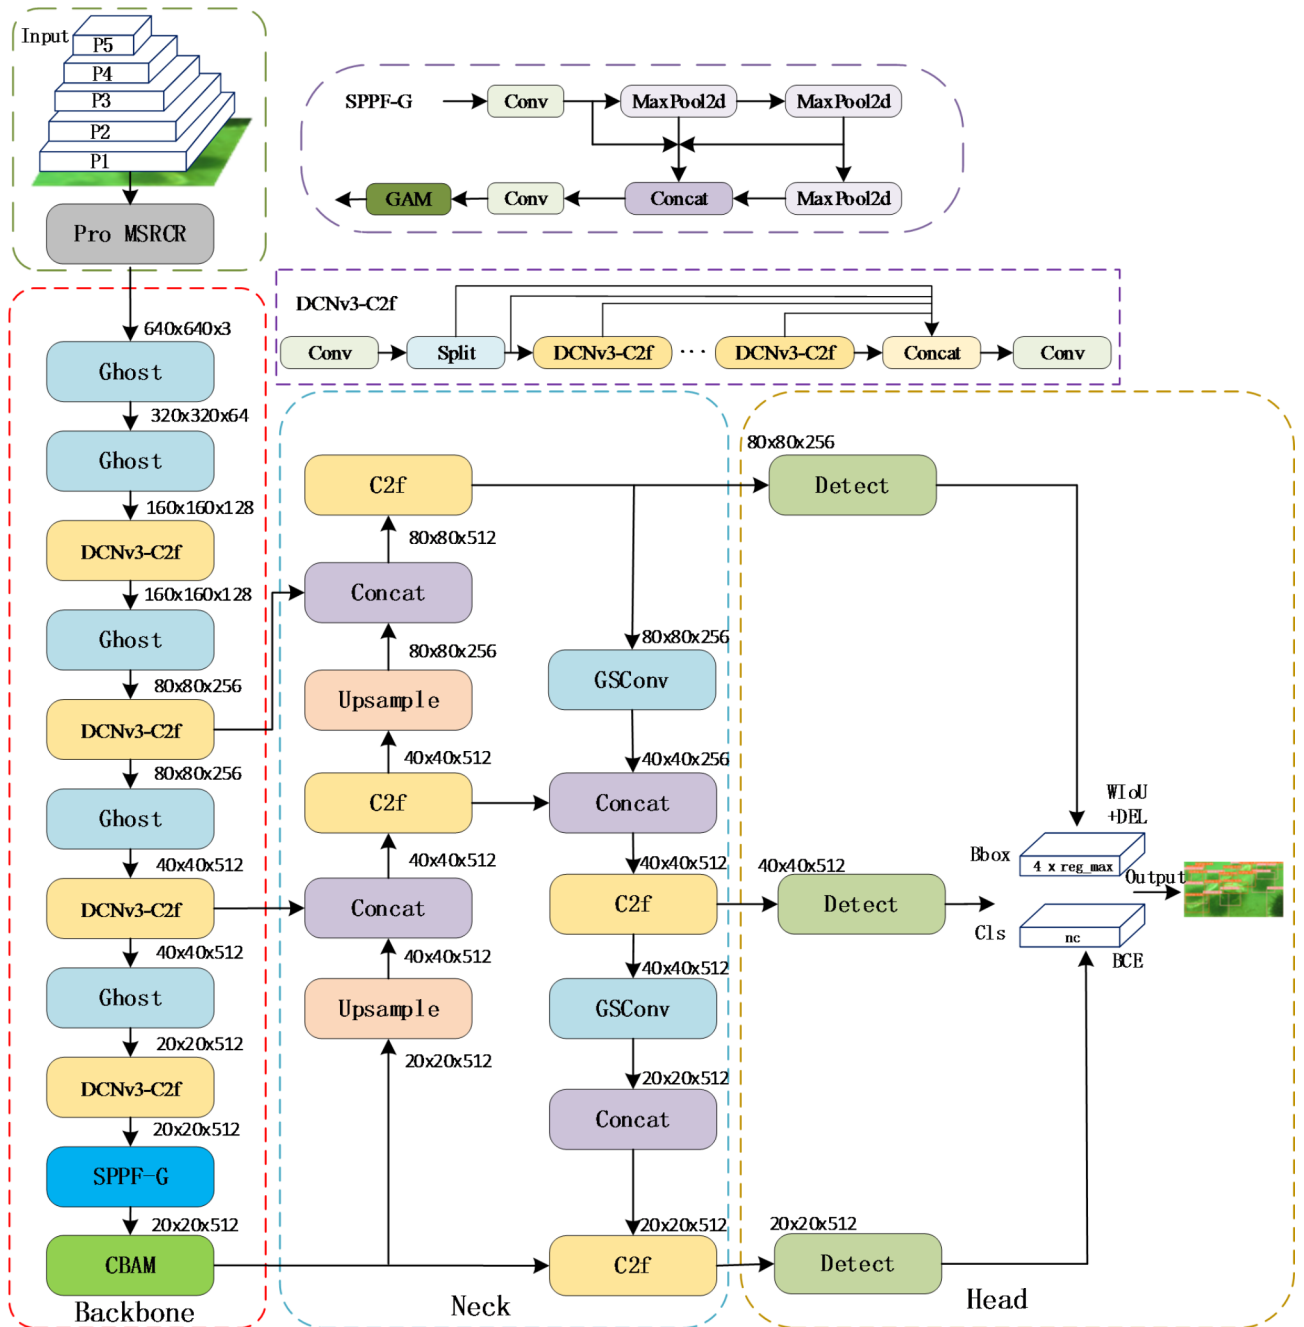 Input
P5
P4
P3
P2
P1
Pro MSRCR
SPPF-G
Conv
MaxPool2d
MaxPool2d
GAM
Conv
Concat
MaxPool2d
DCNv3-C2f
Conv
Split
DCNv3-C2f
...
DCNv3-C2f
Concat
Conv
640x640x3
Ghost
320x320x64
Ghost
160x160x128
DCNv3-C2f
160x160x128
Ghost
80x80x256
DCNv3-C2f
80x80x256
Ghost
40x40x512
DCNv3-C2f
40x40x512
Ghost
20x20x512
DCNv3-C2f
20x20x512
SPPF-G
20x20x512
CBAM
Backbone
C2f
80x80x512
Concat
80x80x256
Upsample
40x40x512
C2f
40x40x512
Concat
40x40x512
Upsample
20x20x512
80x80x256
GSConv
40x40x256
Concat
40x40x512
C2f
40x40x512
GSConv
20x20x512
Concat
20x20x512
C2f
Neck
80x80x256
Detect
40x40x512
Detect
20x20x512
Detect
WIoU
+DEL
Bbox
4 x reg_max
Output
Cls
nc
BCE
Head